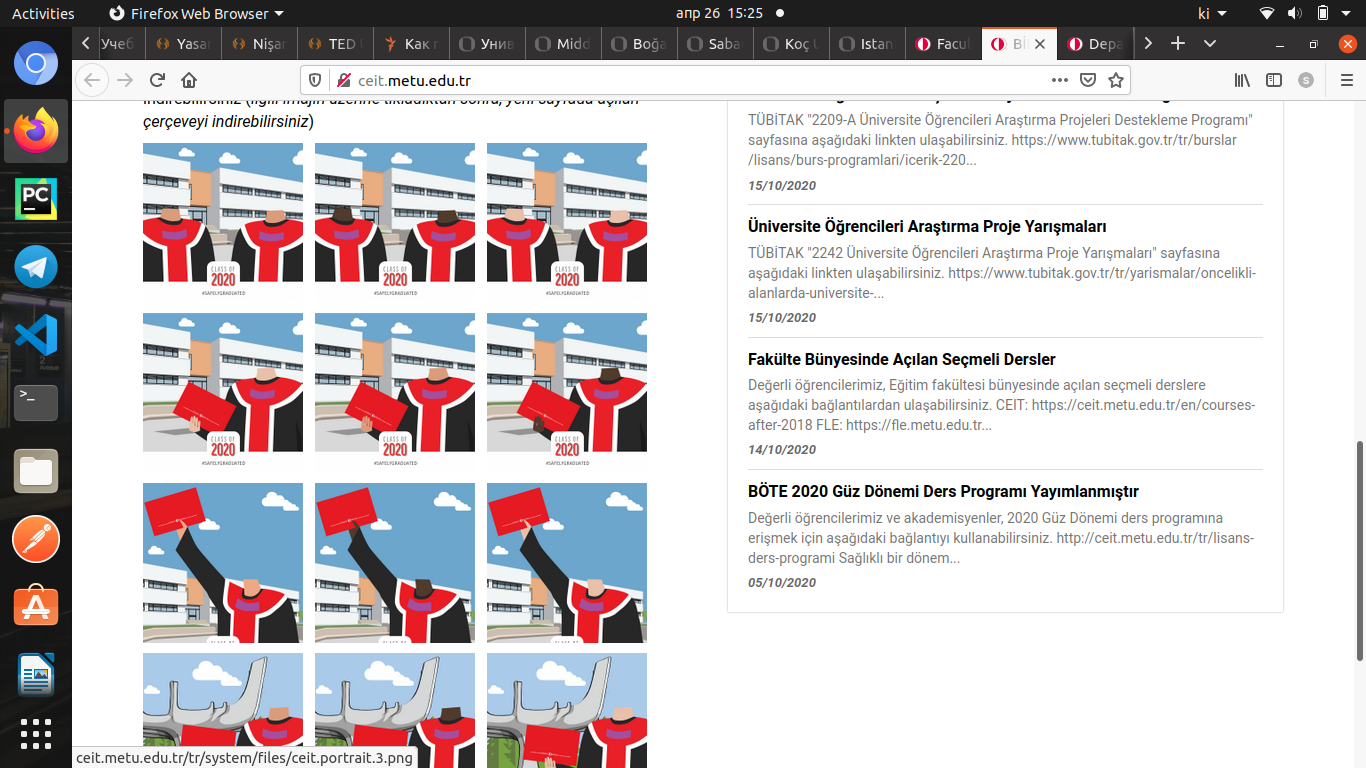 Activities
Firefox Web Browser
апр 26 15:25
ki
Учеб
Yasar
Nişar
TED
Как п
Унив
Midd
Boğa
Saba
Koç
Istan
Facul
Depa
ceit.metu.edu.tr
S
PC
>_
indirebilirsiniz (ilgili imajın üzerine tıkladıktan sonra, yeni sayfada açılan
çerçeveyi indirebilirsiniz)
CLASS OF
2020
#SAFELYGRADUATED
CLASS OF
2020
#SAFELYGRADUATED
CLASS OF
2020
#SAFELYGRADUATED
CLASS OF
2020
#SAFELYGRADUATED
CLASS OF
2020
#SAFELYGRADUATED
CLASS OF
2020
#SAFELYGRADUATED
CLASS OF
CLASS OF
CLASS OF
TÜBİTAK "2209-A Üniversite Öğrencileri Araştırma Projeleri Destekleme Programı"
sayfasına aşağıdaki linkten ulaşabilirsiniz. https://www.tubitak.gov.tr/tr/burslar
/lisans/burs-programlari/icerik-220...
15/10/2020
Üniversite Öğrencileri Araştırma Proje Yarışmaları
TÜBİTAK "2242 Üniversite Öğrencileri Araştırma Proje Yarışmaları" sayfasına
aşağıdaki linkten ulaşabilirsiniz. https://www.tubitak.gov.tr/tr/yarismalar/oncelikli-
alanlarda-universite-...
15/10/2020
Fakülte Bünyesinde Açılan Seçmeli Dersler
Değerli öğrencilerimiz, Eğitim fakültesi bünyesinde açılan seçmeli derslere
aşağıdaki bağlantılardan ulaşabilirsiniz. CEIT: https://ceit.metu.edu.tr/en/courses-
after-2018 FLE: https://fle.metu.edu.tr...
14/10/2020
BÖTE 2020 Güz Dönemi Ders Programı Yayımlanmıştır
Değerli öğrencilerimiz ve akademisyenler, 2020 Güz Dönemi ders programına
erişmek için aşağıdaki bağlantıyı kullanabilirsiniz. http://ceit.metu.edu.tr/tr/lisans-
ders-programi Sağlıklı bir dönem...
05/10/2020
ceit.metu.edu.tr/tr/system/files/ceit.portrait.3.png